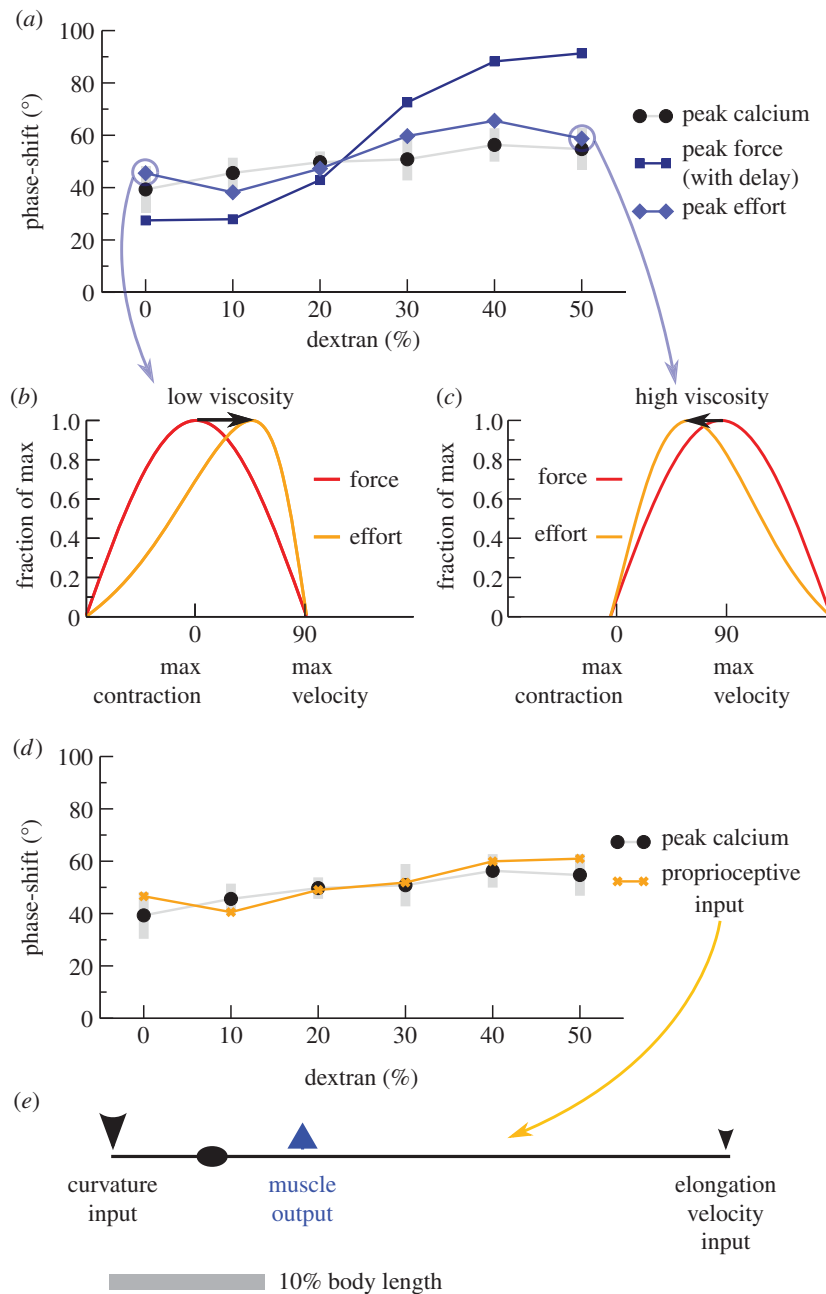 (a)
100
80
60
40
20
0
phase-shift (°)
0 10 20 30 40 50
dextran (%)
peak calcium
peak force
(with delay)
peak effort
(b)
low viscosity
1.0
0.8
0.6
0.4
0.2
0
fraction of max
force
effort
0 90
max
contraction
max
velocity
(c)
high viscosity
1.0
0.8
0.6
0.4
0.2
0
fraction of max
force
effort
0 90
max
contraction
max
velocity
(d)
100
80
60
40
20
0
phase-shift (°)
0 10 20 30 40 50
dextran (%)
peak calcium
proprioceptive
input
(e)
curvature
input
muscle
output
elongation
velocity
input
10% body length